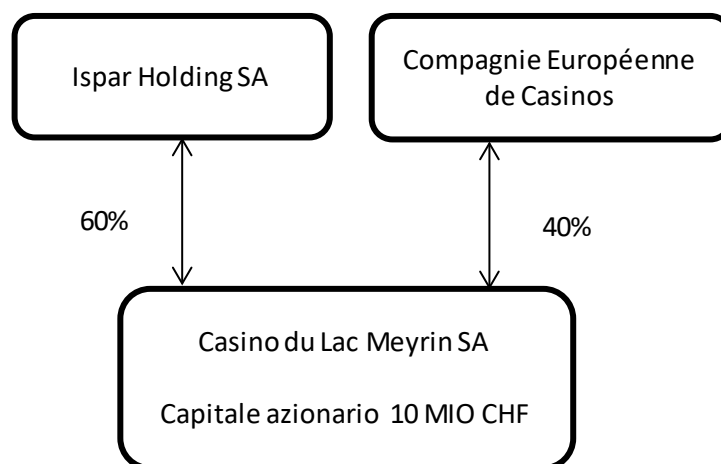 Ispar Holding SA
Compagnie Européenne
de Casinos
60%
40%
Casino du Lac Meyrin SA
Capitale azionario 10 MIO CHF